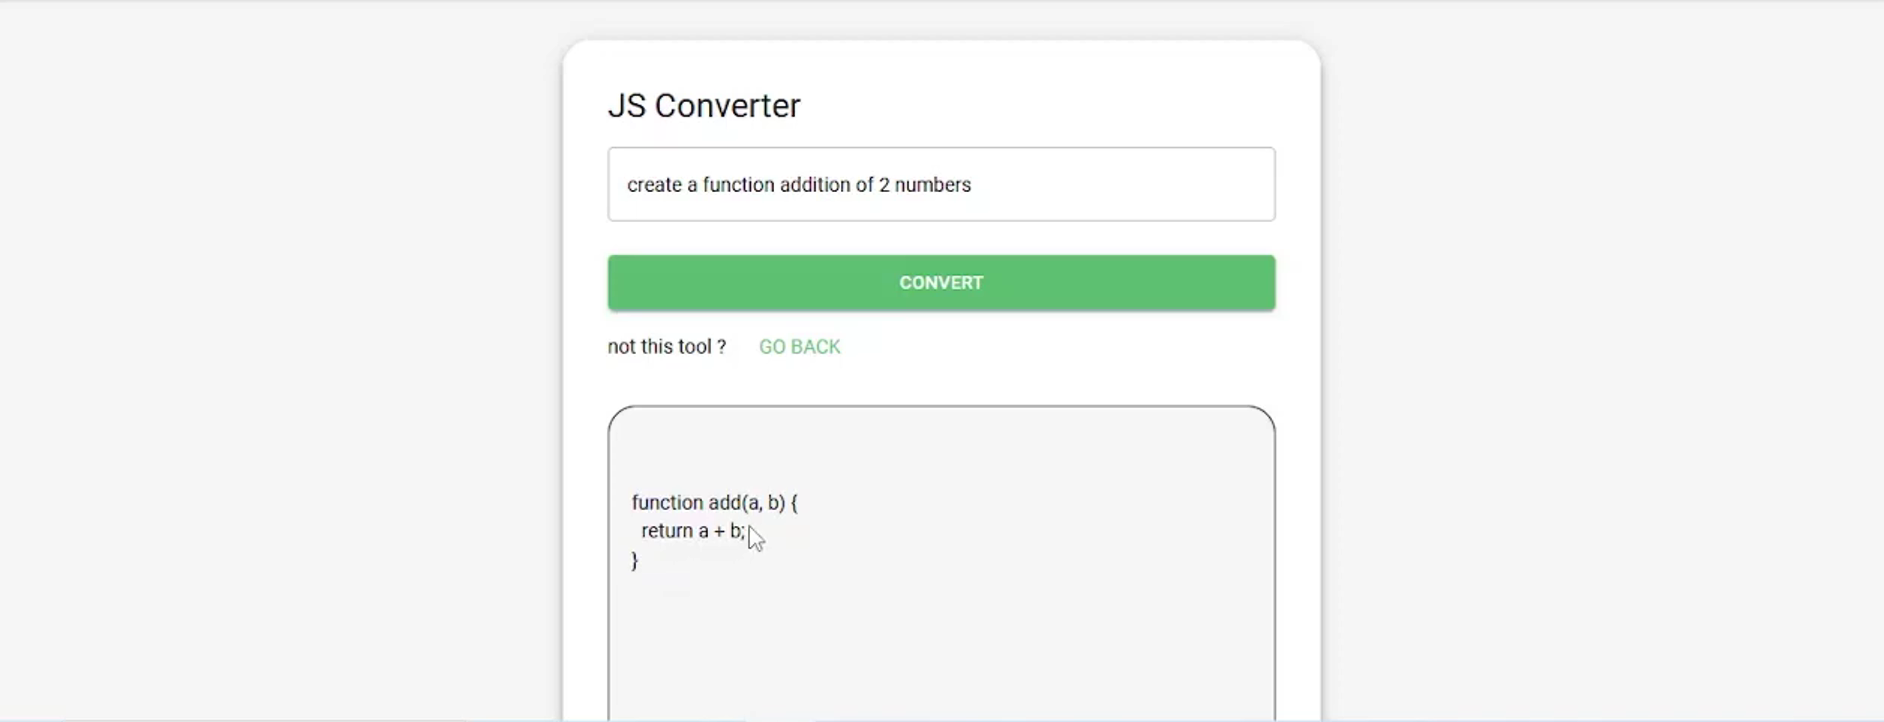 JS Converter
create a function addition of 2 numbers
CONVERT
not this tool ? GO BACK
function add(a, b) {
  return a + b;
}